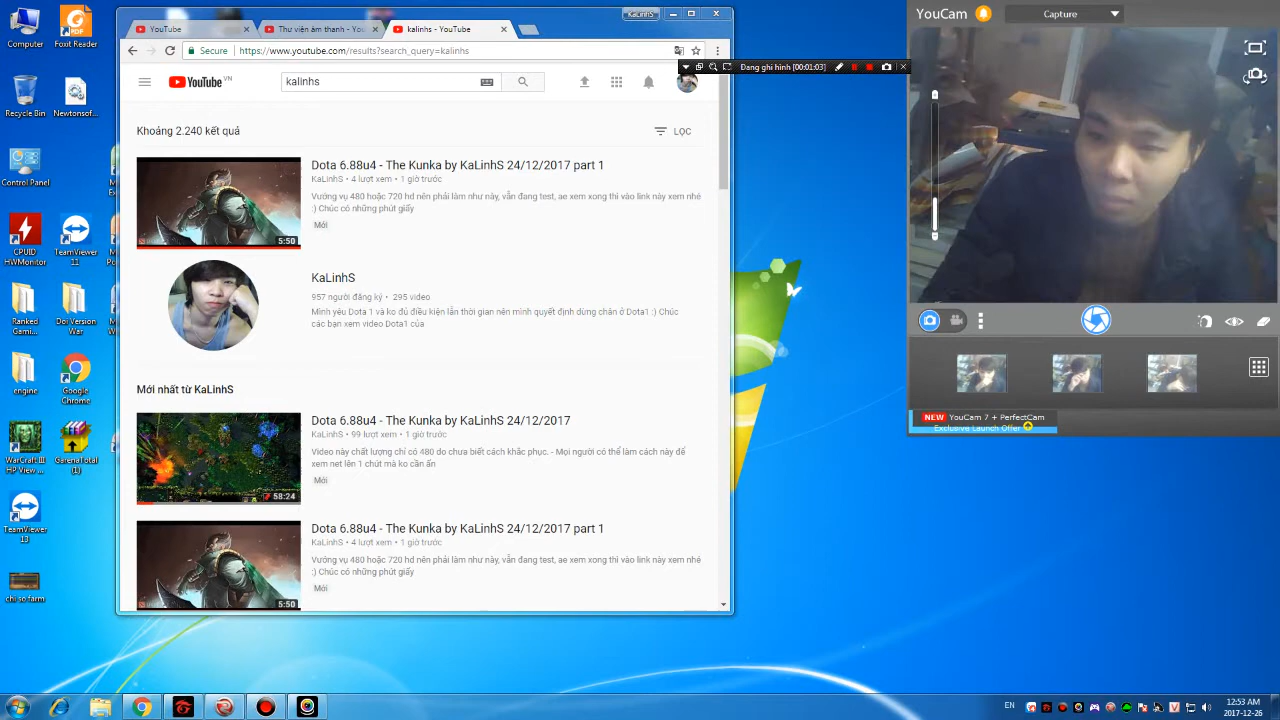 Computer
Foxit Reader
Recycle Bin
Newtonsof...
Control Panel
CPUID HWMonitor
TeamViewer 11
Ranked Gami...
Doi Version War
engine
Google Chrome
WarCraft III HP View ...
GarenaTotal (1)
TeamViewer 13
chi so farm
KaLinhS
YouTube
Thư viện âm thanh - You
kalinhs - YouTube
Secure
https://www.youtube.com/results?search_query=kalinhs
YouTube VN
kalinhs
Đang ghi hình [00:01:03]
Khoảng 2.240 kết quả
LỌC
5:50
Dota 6.88u4 - The Kunka by KaLinhS 24/12/2017 part 1
KaLinhS • 4 lượt xem • 1 giờ trước
Vướng vụ 480 hoặc 720 hd nên phải làm như này, vẫn đang test, ae xem xong thì vào link này xem nhé
:) Chúc có những phút giấy
Mới
KaLinhS
957 người đăng ký • 295 video
Mình yêu Dota 1 và ko đủ điều kiện lẫn thời gian nên mình quyết định dừng chân ở Dota1 :) Chúc
các bạn xem video Dota1 của
Mới nhất từ KaLinhS
58:24
Dota 6.88u4 - The Kunka by KaLinhS 24/12/2017
KaLinhS • 99 lượt xem • 1 giờ trước
Video này chất lượng chỉ có 480 do chưa biết cách khắc phục. - Mọi người có thể làm cách này để
xem net lên 1 chút mà ko cần ấn
Mới
5:50
Dota 6.88u4 - The Kunka by KaLinhS 24/12/2017 part 1
KaLinhS • 4 lượt xem • 1 giờ trước
Vướng vụ 480 hoặc 720 hd nên phải làm như này, vẫn đang test, ae xem xong thì vào link này xem nhé
:) Chúc có những phút giấy
Mới
YouCam
Capture
NEW YouCam 7 + PerfectCam
Exclusive Launch Offer
EN
12:53 AM
2017-12-26